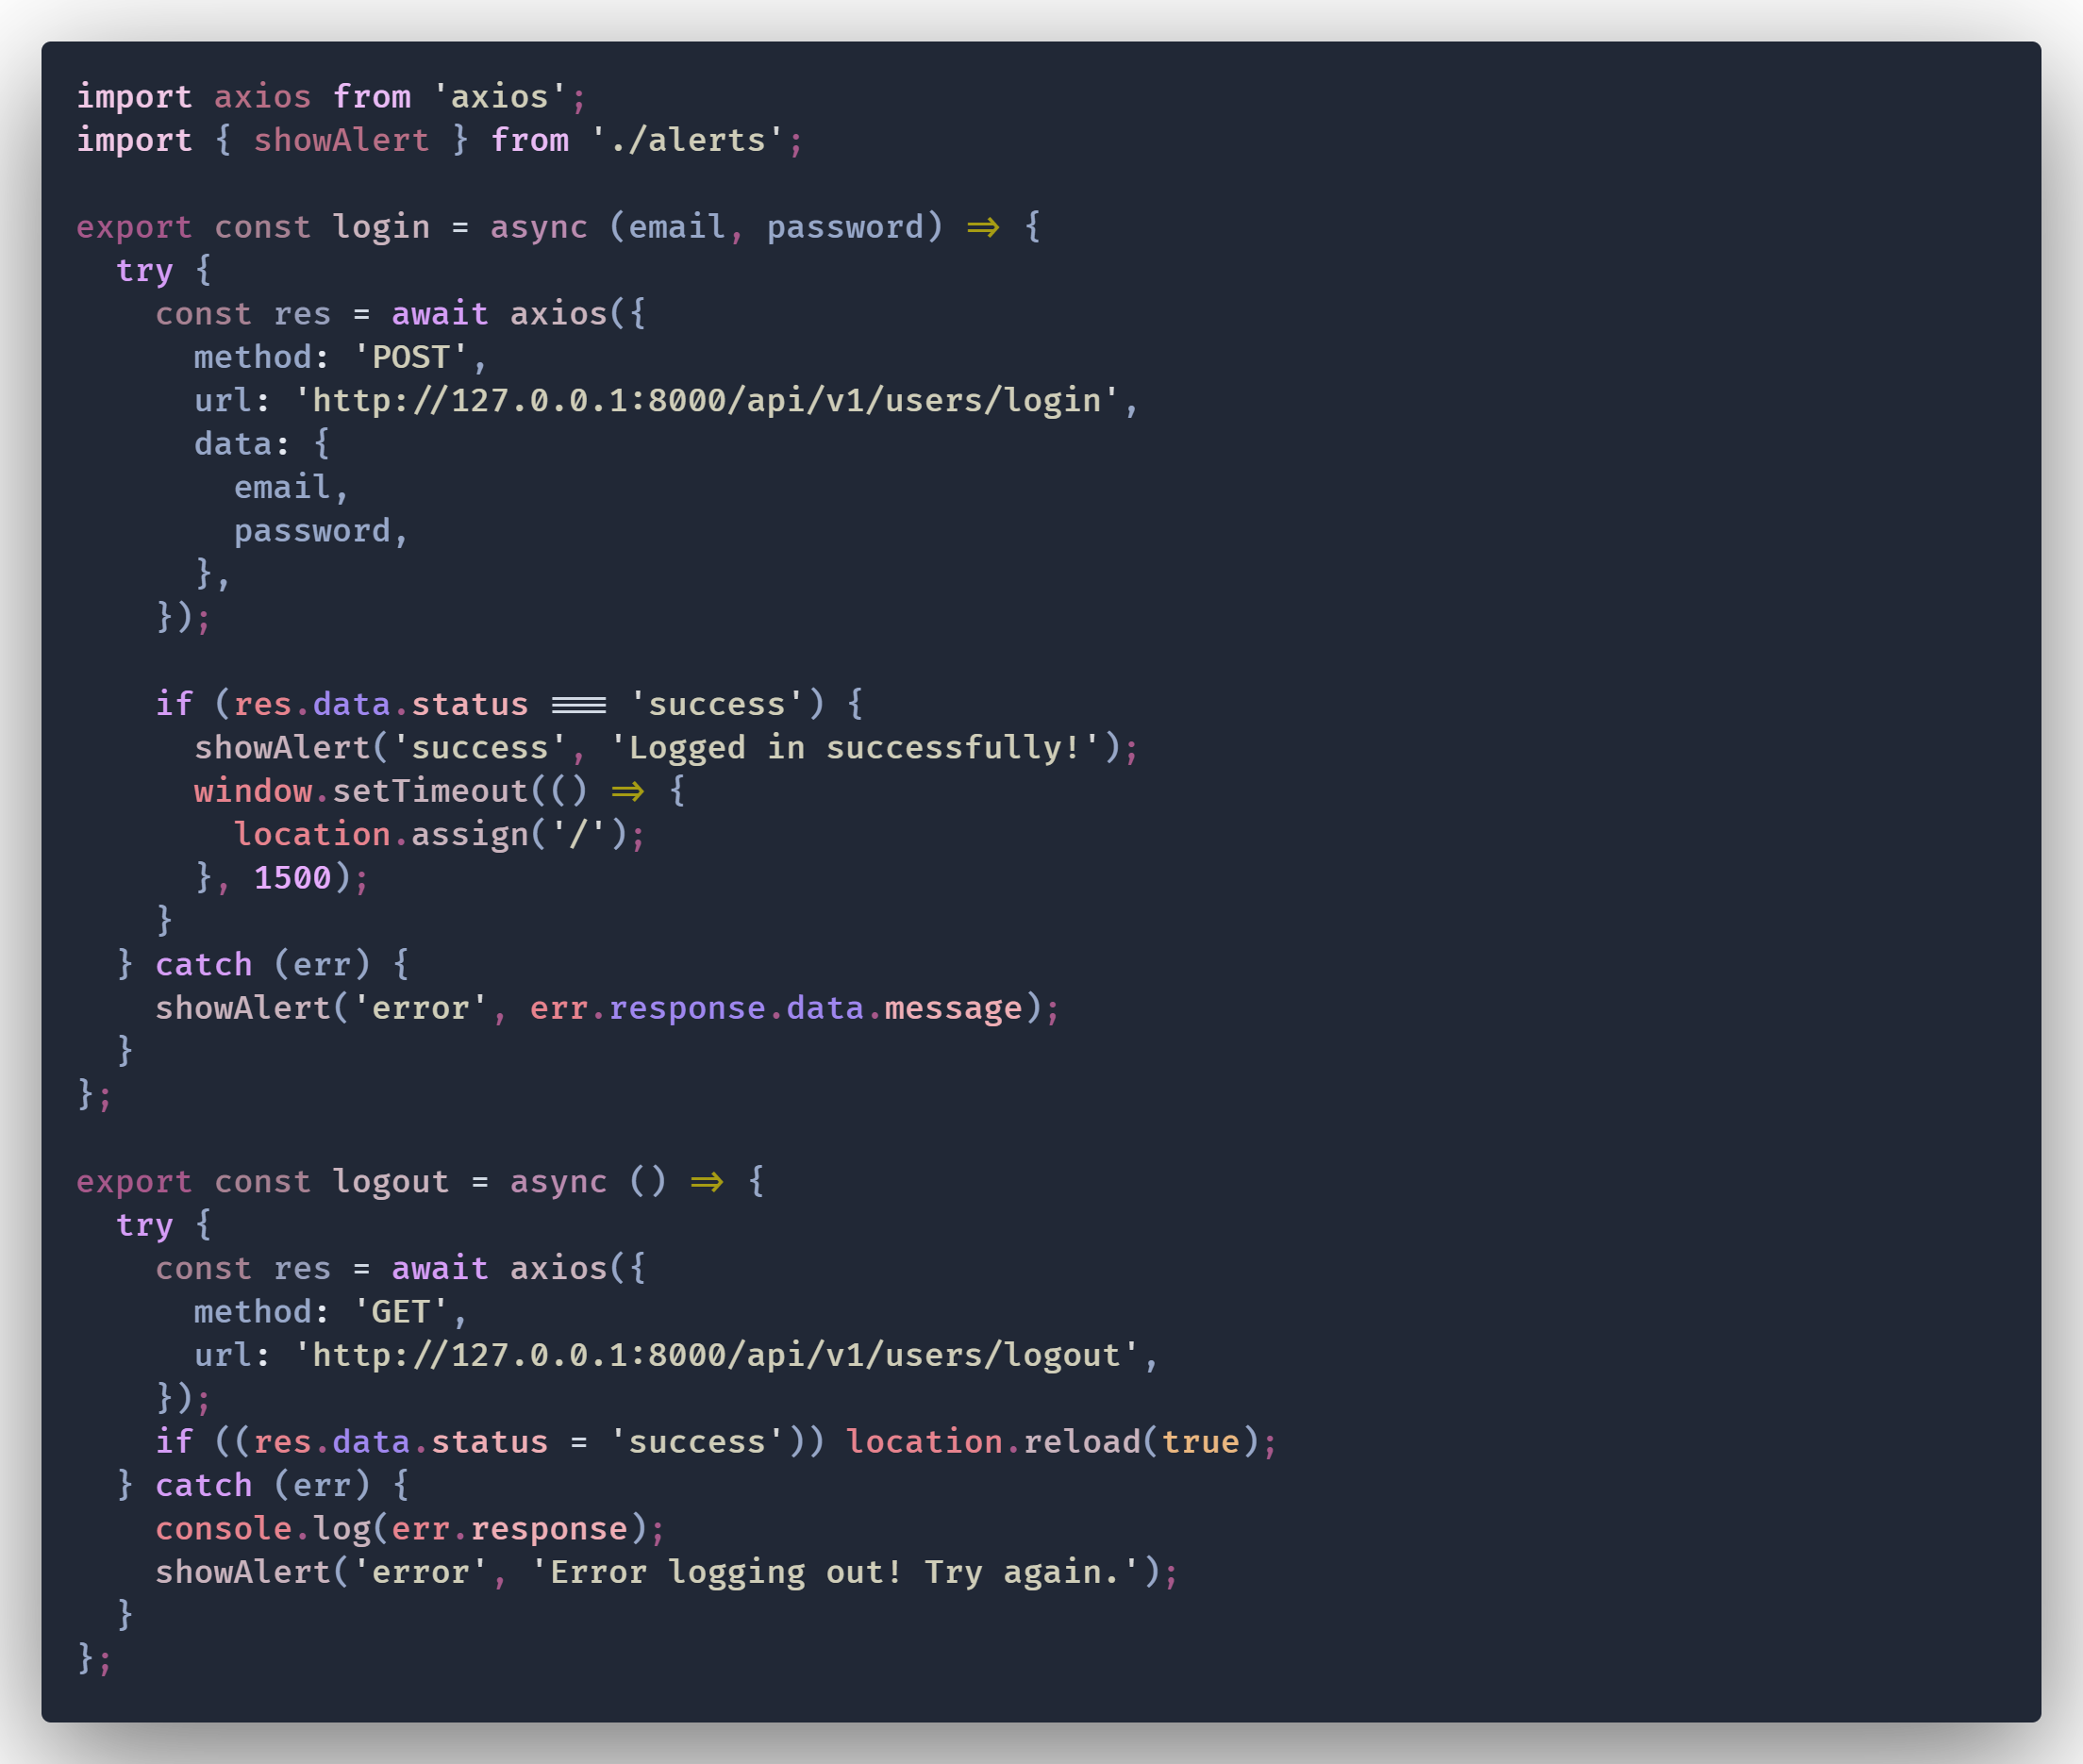 import axios from 'axios';
import { showAlert } from './alerts';

export const login = async (email, password) => {
  try {
    const res = await axios({
      method: 'POST',
      url: 'http://127.0.0.1:8000/api/v1/users/login',
      data: {
        email,
        password,
      },
    });

    if (res.data.status === 'success') {
      showAlert('success', 'Logged in successfully!');
      window.setTimeout(() => {
        location.assign('/');
      }, 1500);
    }
  } catch (err) {
    showAlert('error', err.response.data.message);
  }
};

export const logout = async () => {
  try {
    const res = await axios({
      method: 'GET',
      url: 'http://127.0.0.1:8000/api/v1/users/logout',
    });
    if ((res.data.status = 'success')) location.reload(true);
  } catch (err) {
    console.log(err.response);
    showAlert('error', 'Error logging out! Try again.');
  }
};